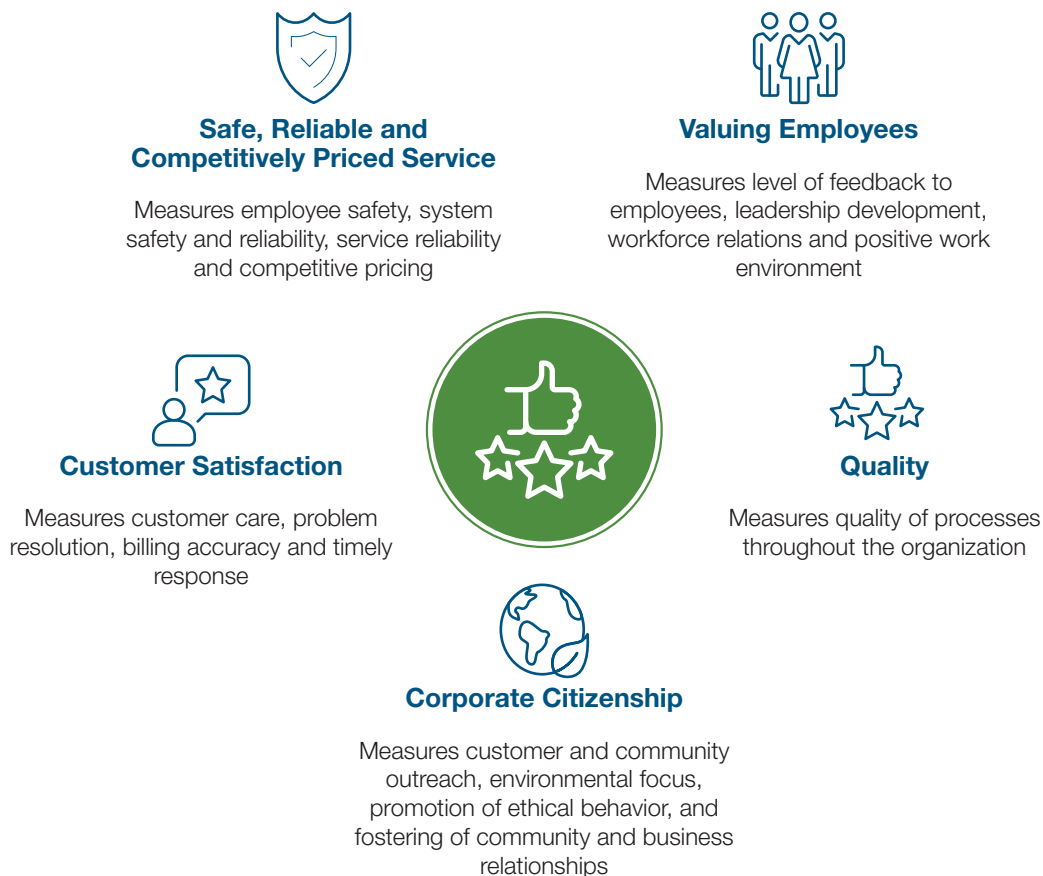 Safe, Reliable and
Competitively Priced Service
Measures employee safety, system
safety and reliability, service reliability
and competitive pricing
Valuing Employees
Measures level of feedback to
employees, leadership development,
workforce relations and positive work
environment
Customer Satisfaction
Measures customer care, problem
resolution, billing accuracy and timely
response
Quality
Measures quality of processes
throughout the organization
Corporate Citizenship
Measures customer and community
outreach, environmental focus,
promotion of ethical behavior, and
fostering of community and business
relationships